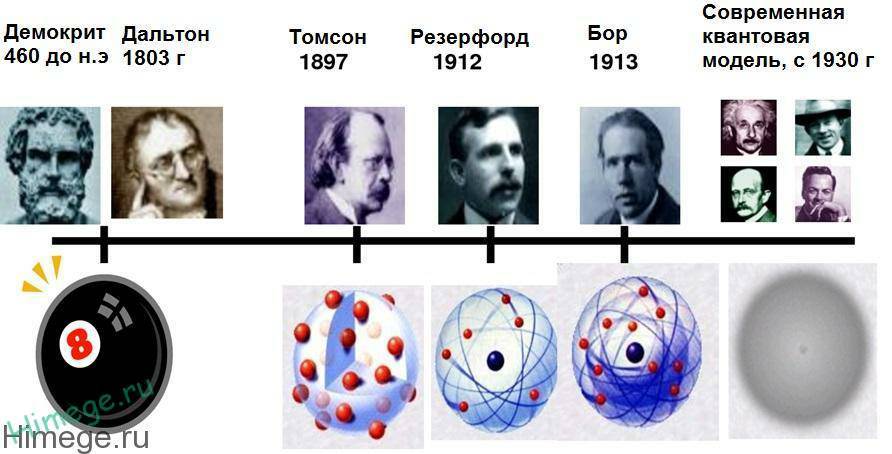 Демокрит
460 до н.э
Дальтон
1803 г
Томсон
1897
Резерфорд
1912
Бор
1913
Современная
квантовая
модель, с 1930 г
8
Himege.ru
Himege.ru